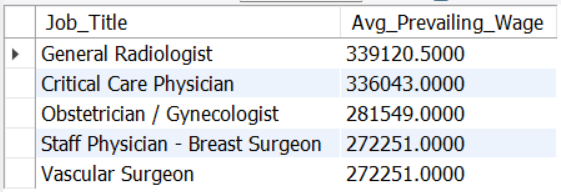 Job_Title Avg_Prevailing_Wage
General Radiologist 339120.5000
Critical Care Physician 336043.0000
Obstetrician / Gynecologist 281549.0000
Staff Physician - Breast Surgeon 272251.0000
Vascular Surgeon 272251.0000